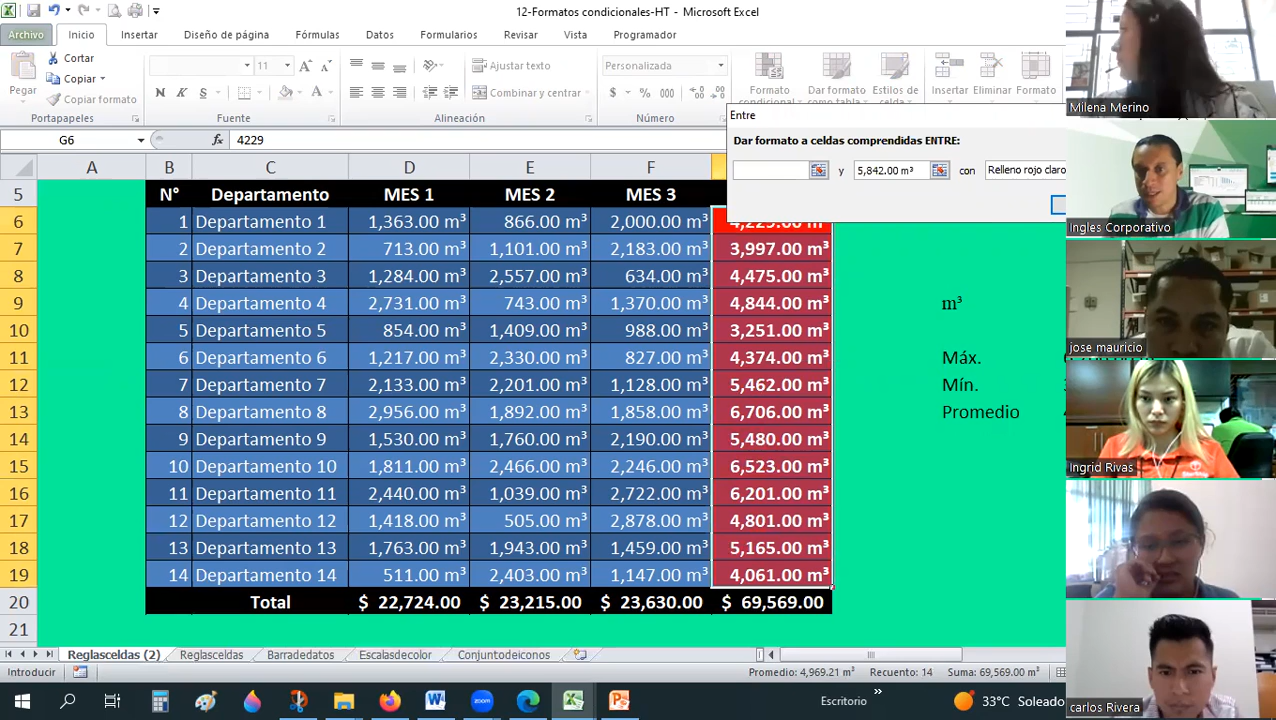 12-Formatos condicionales-HT - Microsoft Excel
Archivo Inicio Insertar Diseño de página Fórmulas Datos Formularios Revisar Vista Programador
Cortar
Copiar
Copiar formato
Pegar
Portapapeles
11
N K S
Fuente
Ajustar texto
Combinar y centrar
Alineación
Personalizada
$ % 000
Número
Formato condicional
Dar formato como tabla
Estilos de celda
Insertar Eliminar Formato
G6 fx 4229
Entre
Dar formato a celdas comprendidas ENTRE:
y 5,842.00 m³ con Relleno rojo claro
A B C D E F
5 N° Departamento MES 1 MES 2 MES 3
6 1 Departamento 1 1,363.00 m³ 866.00 m³ 2,000.00 m³ 4,229.00 m³
7 2 Departamento 2 713.00 m³ 1,101.00 m³ 2,183.00 m³ 3,997.00 m³
8 3 Departamento 3 1,284.00 m³ 2,557.00 m³ 634.00 m³ 4,475.00 m³
9 4 Departamento 4 2,731.00 m³ 743.00 m³ 1,370.00 m³ 4,844.00 m³ m³
10 5 Departamento 5 854.00 m³ 1,409.00 m³ 988.00 m³ 3,251.00 m³
11 6 Departamento 6 1,217.00 m³ 2,330.00 m³ 827.00 m³ 4,374.00 m³ Máx.
12 7 Departamento 7 2,133.00 m³ 2,201.00 m³ 1,128.00 m³ 5,462.00 m³ Mín.
13 8 Departamento 8 2,956.00 m³ 1,892.00 m³ 1,858.00 m³ 6,706.00 m³ Promedio
14 9 Departamento 9 1,530.00 m³ 1,760.00 m³ 2,190.00 m³ 5,480.00 m³
15 10 Departamento 10 1,811.00 m³ 2,466.00 m³ 2,246.00 m³ 6,523.00 m³
16 11 Departamento 11 2,440.00 m³ 1,039.00 m³ 2,722.00 m³ 6,201.00 m³
17 12 Departamento 12 1,418.00 m³ 505.00 m³ 2,878.00 m³ 4,801.00 m³
18 13 Departamento 13 1,763.00 m³ 1,943.00 m³ 1,459.00 m³ 5,165.00 m³
19 14 Departamento 14 511.00 m³ 2,403.00 m³ 1,147.00 m³ 4,061.00 m³
20 Total $ 22,724.00 $ 23,215.00 $ 23,630.00 $ 69,569.00
21
Reglasceldas (2) Reglasceldas Barradedatos Escalasdecolor Conjuntodeiconos
Introducir Promedio: 4,969.21 m³ Recuento: 14 Suma: 69,569.00 m³
Escritorio » 33°C Soleado
Milena Merino
Ingles Corporativo
jose mauricio
Ingrid Rivas
carlos Rivera